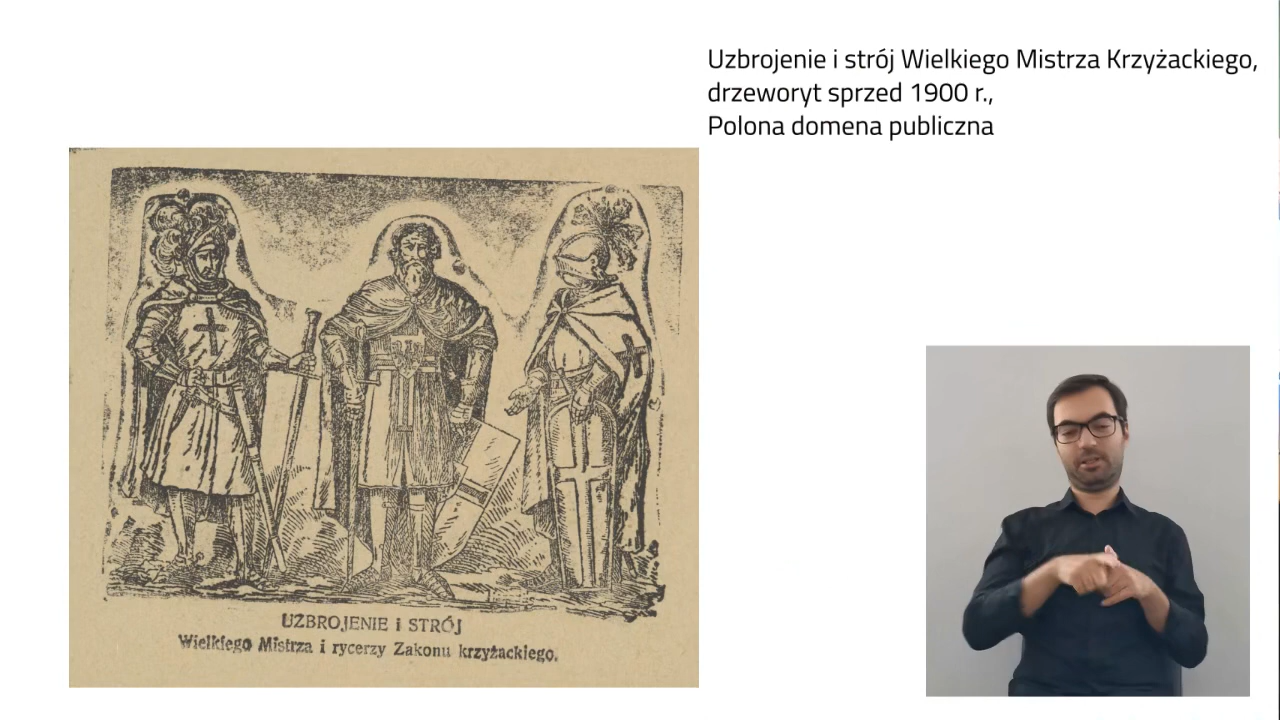 Uzbrojenie i strój Wielkiego Mistrza Krzyżackiego,
drzeworyt sprzed 1900 r.,
Polona domena publiczna
UZBROJENIE i STRÓJ
Wielkiego Mistrza i rycerzy Zakonu krzyżackiego.